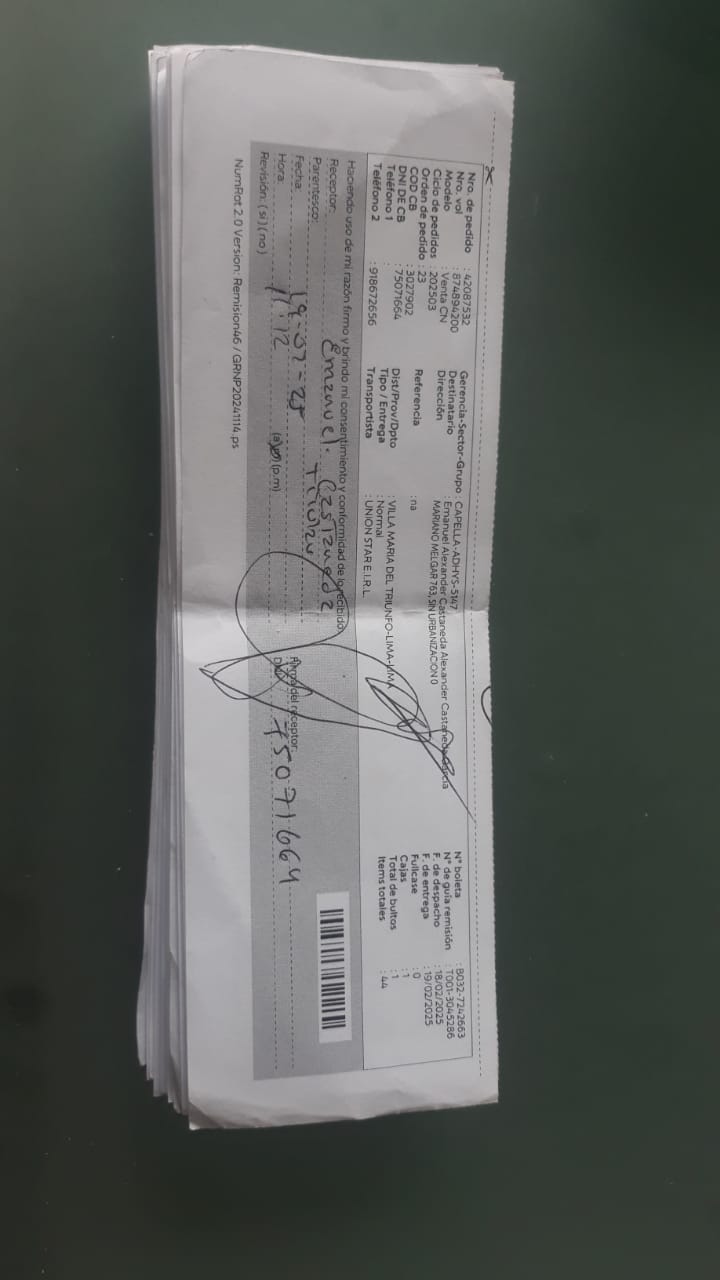 Nro. de pedido : 42087532
Nro. vol : 874894200
Modelo : Venta CN
Ciclo de pedidos : 202503
Orden de pedido : 23
COD CB : 3027902
DNI DE CB : 75071664
Teléfono 1 :
Teléfono 2 : 918672656
Gerencia-Sector-Grupo : CAPELLA-ADHYS-5147
Destinatario : Emanuel Alexander Castaneda Alexander Castaneda Garcia
Dirección : MARIANO MELGAR 763, SIN URBANIZACION 0
Referencia : na
Dist/Prov/Dpto : VILLA MARIA DEL TRIUNFO-LIMA-LIMA
Tipo / Entrega : Normal
Transportista : UNION STAR E.I.R.L
N° boleta : B032-7242663
N° de guía remisión : T001-3045286
F. de despacho : 18/02/2025
F. de entrega : 19/02/2025
Fullcase : 0
Cajas : 1
Total de bultos : 1
Items totales : 44
Haciendo uso de mi razón firmo y brindo mi consentimiento y conformidad de lo recibido
Receptor: Emanuel Castañeda
Parentesco: Titular
Fecha: 19-02-25
Hora: 11:12 (a.m) (p.m)
Revisión: ( si ) ( no )
Firma del receptor
75071664
NumRot 2.0 Version: Remision46 / GRNP20241114.ps